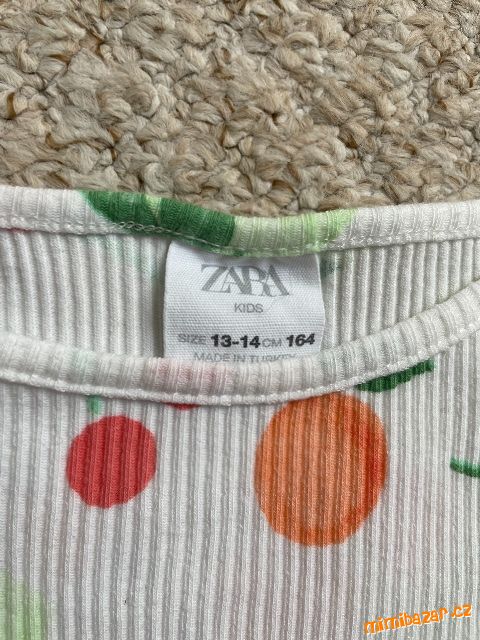 ZARA
KIDS
SIZE 13-14 CM 164
MADE IN TURKEY
mimibazar.cz